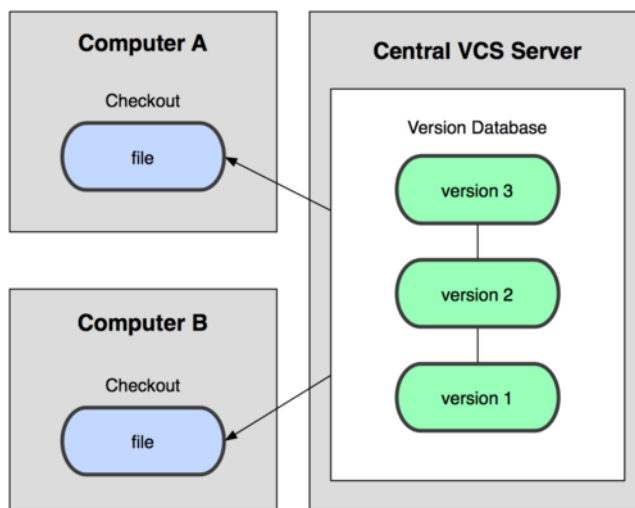 Computer A
Checkout
file
Computer B
Checkout
file
Central VCS Server
Version Database
version 3
version 2
version 1